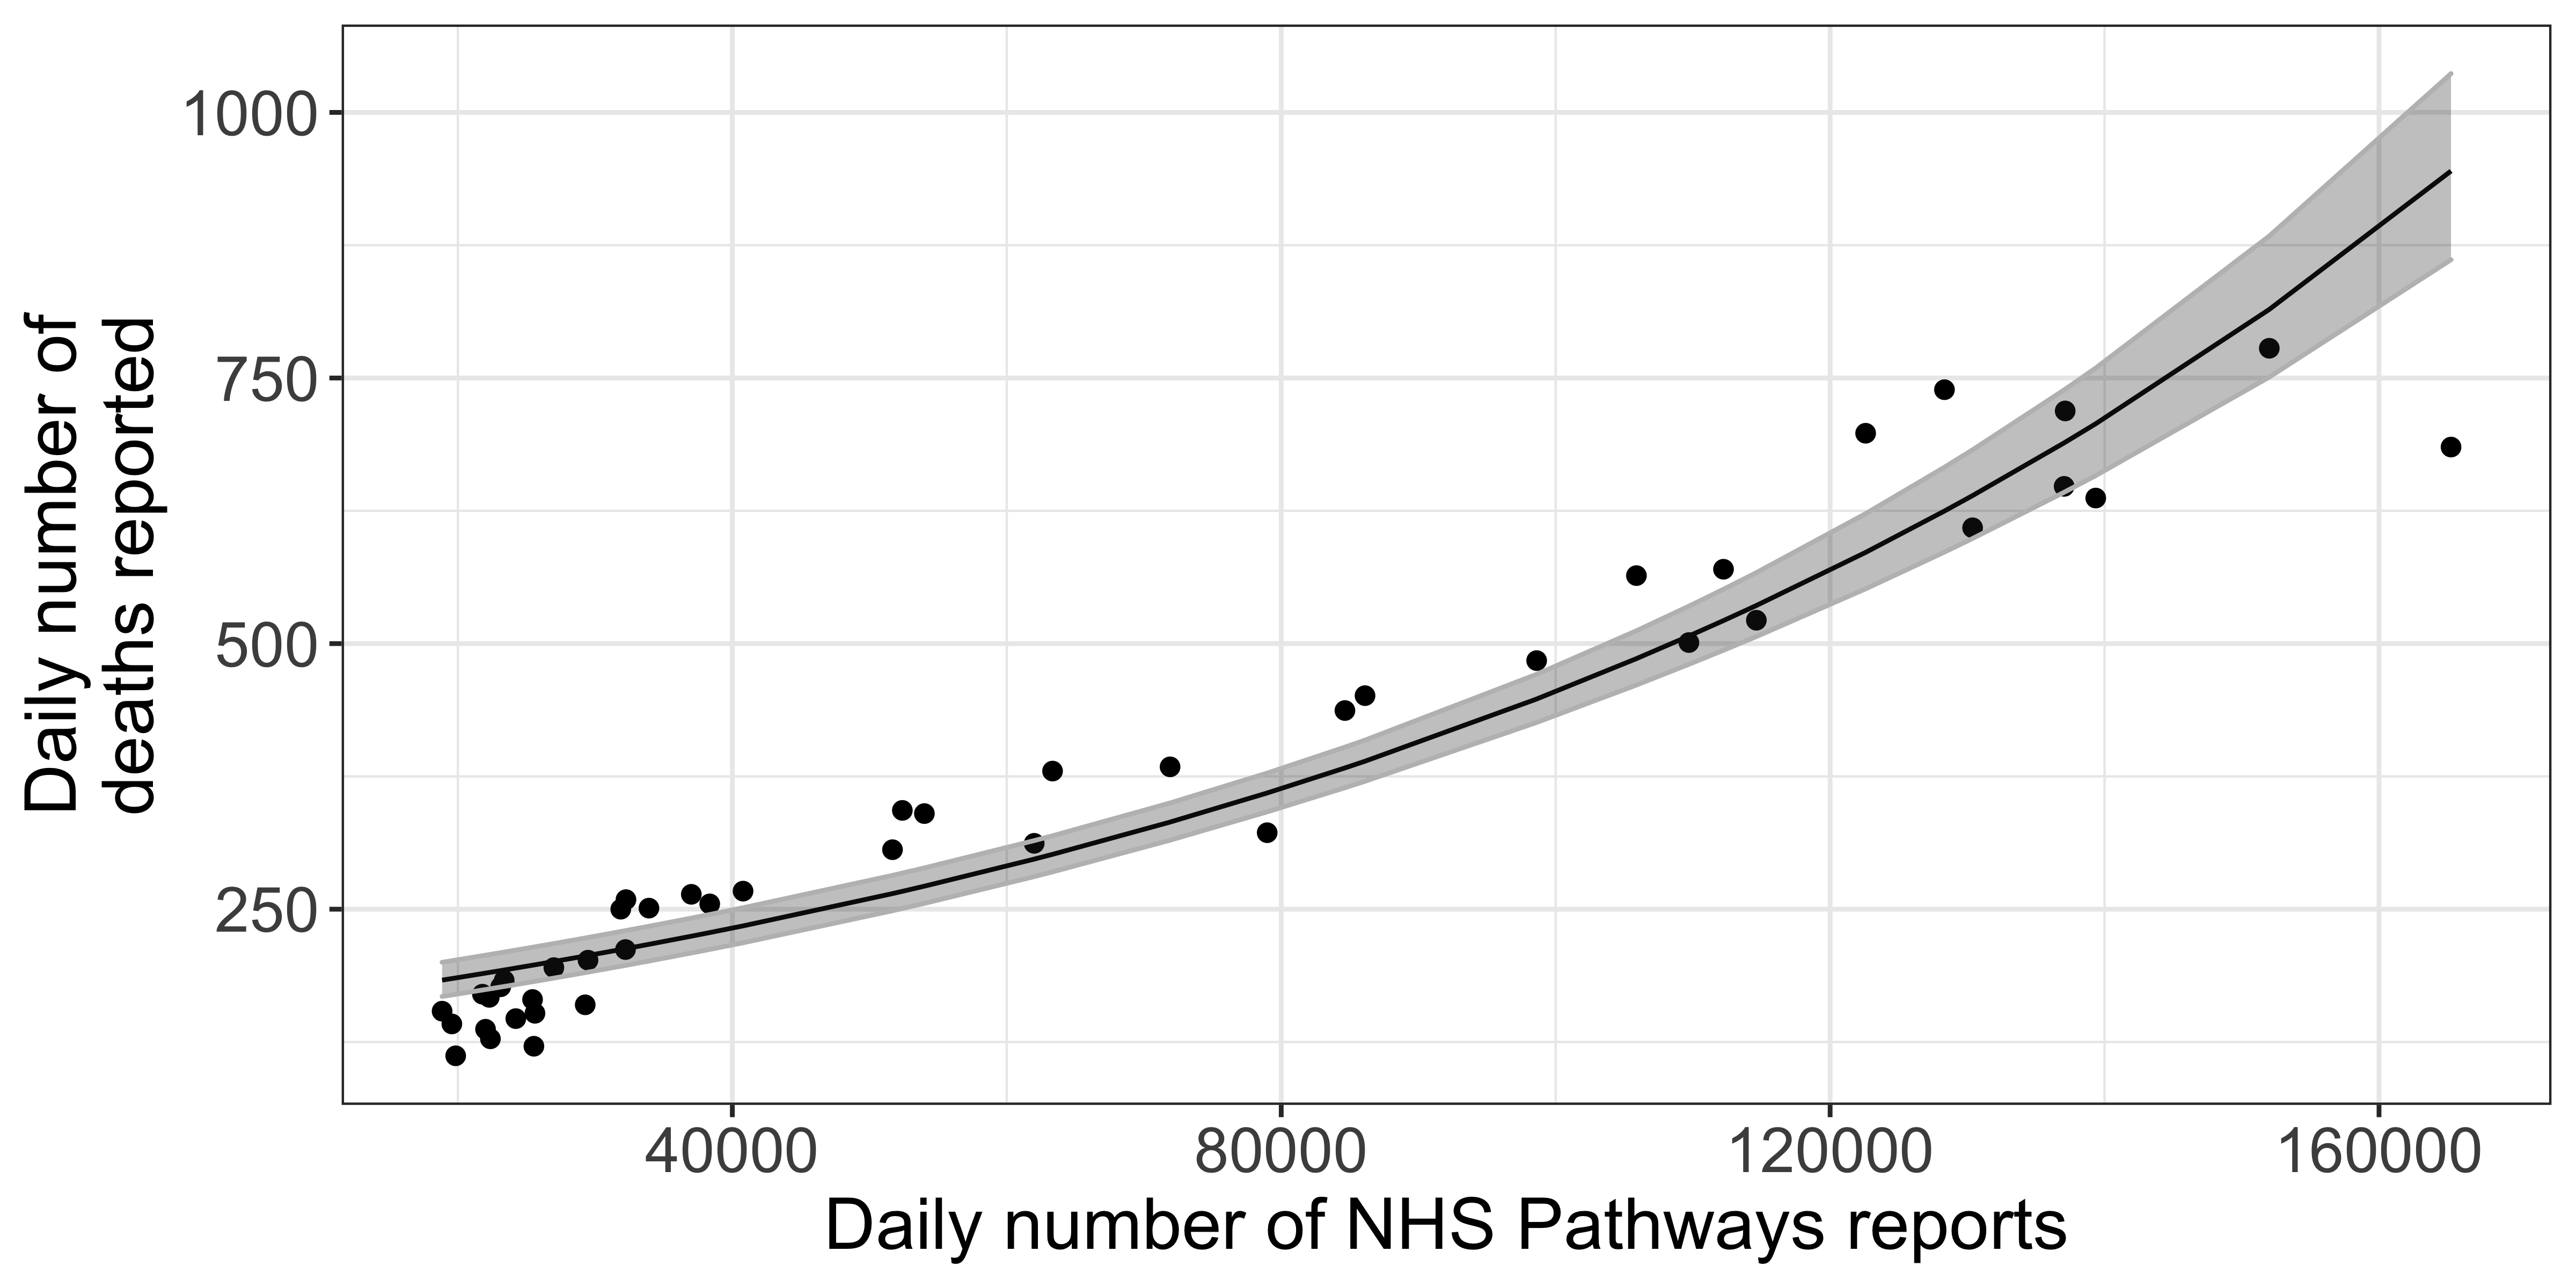 Daily number of
deaths reported
1000
750
500
250
40000 80000 120000 160000
Daily number of NHS Pathways reports